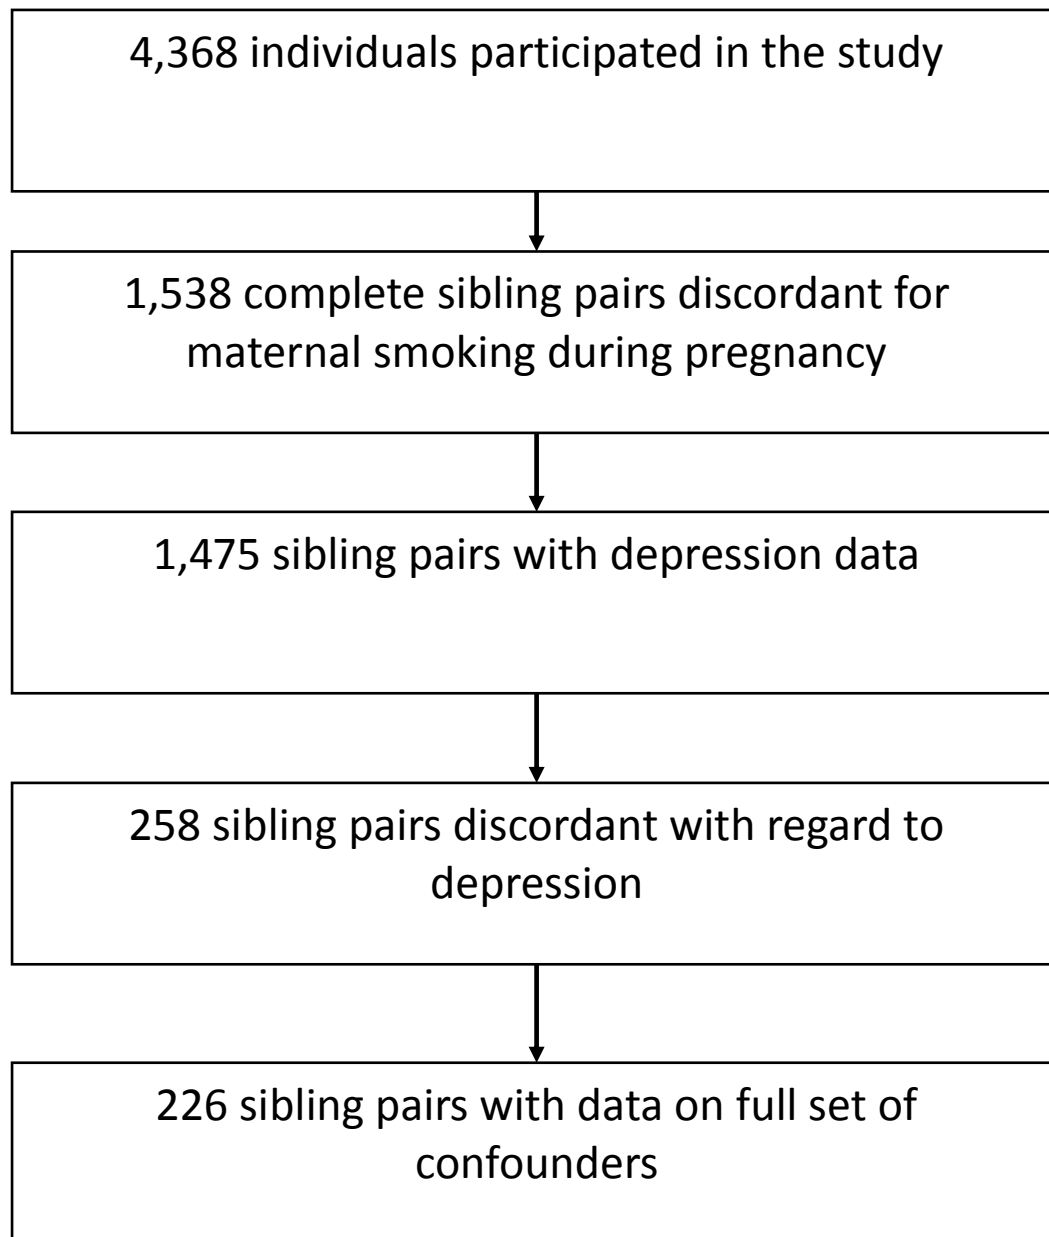 4,368 individuals participated in the study
1,538 complete sibling pairs discordant for
maternal smoking during pregnancy
1,475 sibling pairs with depression data
258 sibling pairs discordant with regard to
depression
226 sibling pairs with data on full set of
confounders